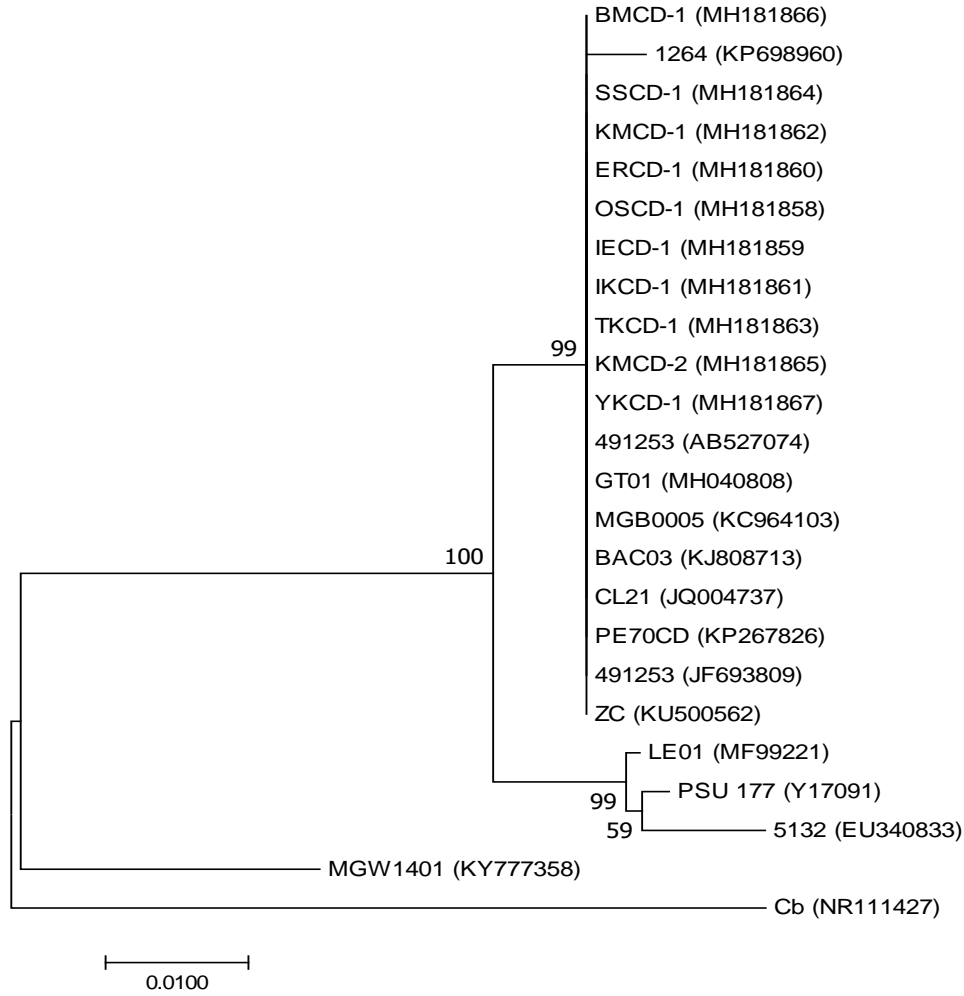 BMCD-1 (MH181866)
1264 (KP698960)
SSCD-1 (MH181864)
KMCD-1 (MH181862)
ERCD-1 (MH181860)
OSCD-1 (MH181858)
IECD-1 (MH181859
IKCD-1 (MH181861)
TKCD-1 (MH181863)
99
KMCD-2 (MH181865)
YKCD-1 (MH181867)
491253 (AB527074)
GT01 (MH040808)
MGB0005 (KC964103)
100
BAC03 (KJ808713)
CL21 (JQ004737)
PE70CD (KP267826)
491253 (JF693809)
ZC (KU500562)
LE01 (MF99221)
PSU 177 (Y17091)
99
59
5132 (EU340833)
MGW1401 (KY777358)
Cb (NR111427)
0.0100